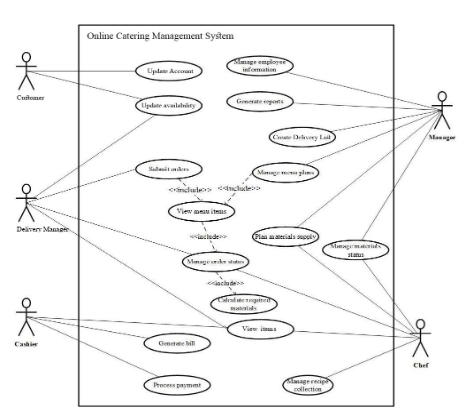 Online Catering Management System
Manage employee
information
Update Account
Customer
Update availability
Generate reports
Manager
Create Delivery List
Submit orders
Manage menu plans
<<include>>
<<include>>
View menu items
Delivery Manager
<<include>>
Plan materials supply
Manage materials
status
Manage order status
<<include>>
Calculate required
materials
View items
Cashier
Generate bill
Chef
Process payment
Manage recipe
collection